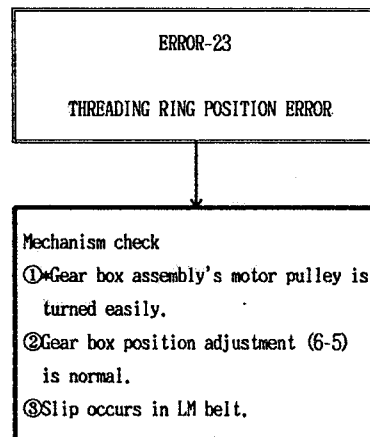 ERROR-23
THREADING RING POSITION ERROR
Mechanism check
①*Gear box assembly's motor pulley is
turned easily.
②Gear box position adjustment (6-5)
is normal.
③Slip occurs in LM belt.